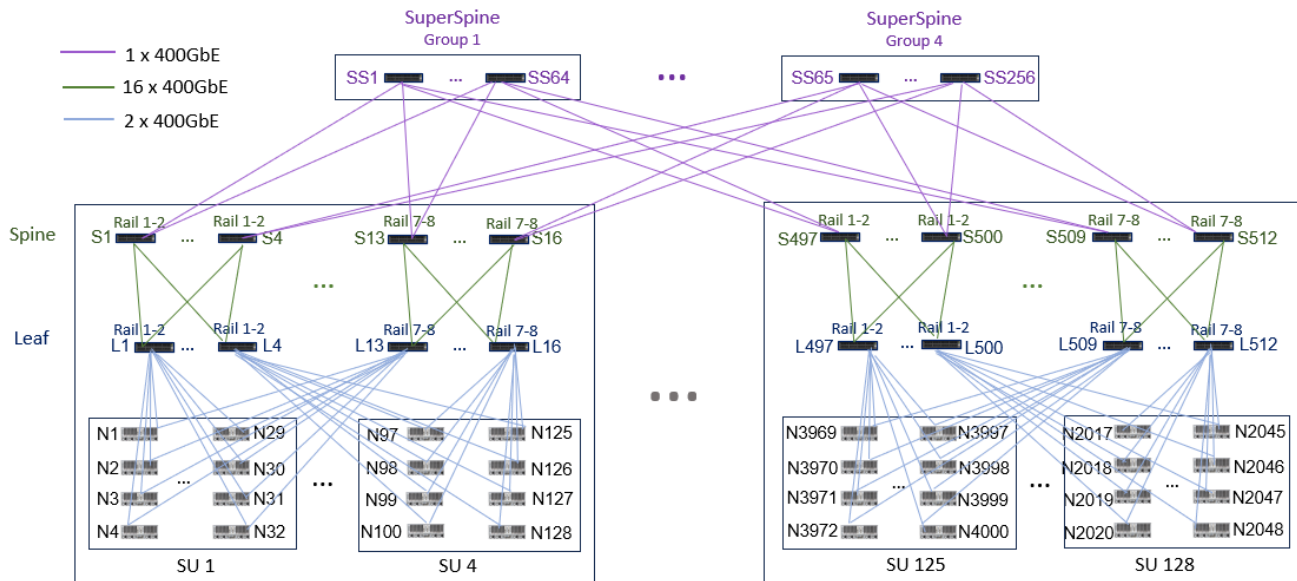 SuperSpine
Group 1
SuperSpine
Group 4
1 x 400GbE
16 x 400GbE
2 x 400GbE
SS1 ... SS64 ... SS65 ... SS256
Spine
Rail 1-2 Rail 1-2 Rail 7-8 Rail 7-8 Rail 1-2 Rail 1-2 Rail 7-8 Rail 7-8
S1 ... S4 S13 ... S16 S497 ... S500 S509 ... S512
... ...
Leaf
Rail 1-2 Rail 1-2 Rail 7-8 Rail 7-8 Rail 1-2 Rail 1-2 Rail 7-8 Rail 7-8
L1 ... L4 L13 ... L16 L497 ... L500 L509 ... L512
...
N1 N29 N97 N125 N3969 N3997 N2017 N2045
N2 N30 N98 N126 N3970 N3998 N2018 N2046
... ... ... ... ... ...
N3 N31 N99 N127 N3971 N3999 N2019 N2047
N4 N32 N100 N128 N3972 N4000 N2020 N2048
SU 1 SU 4 SU 125 SU 128